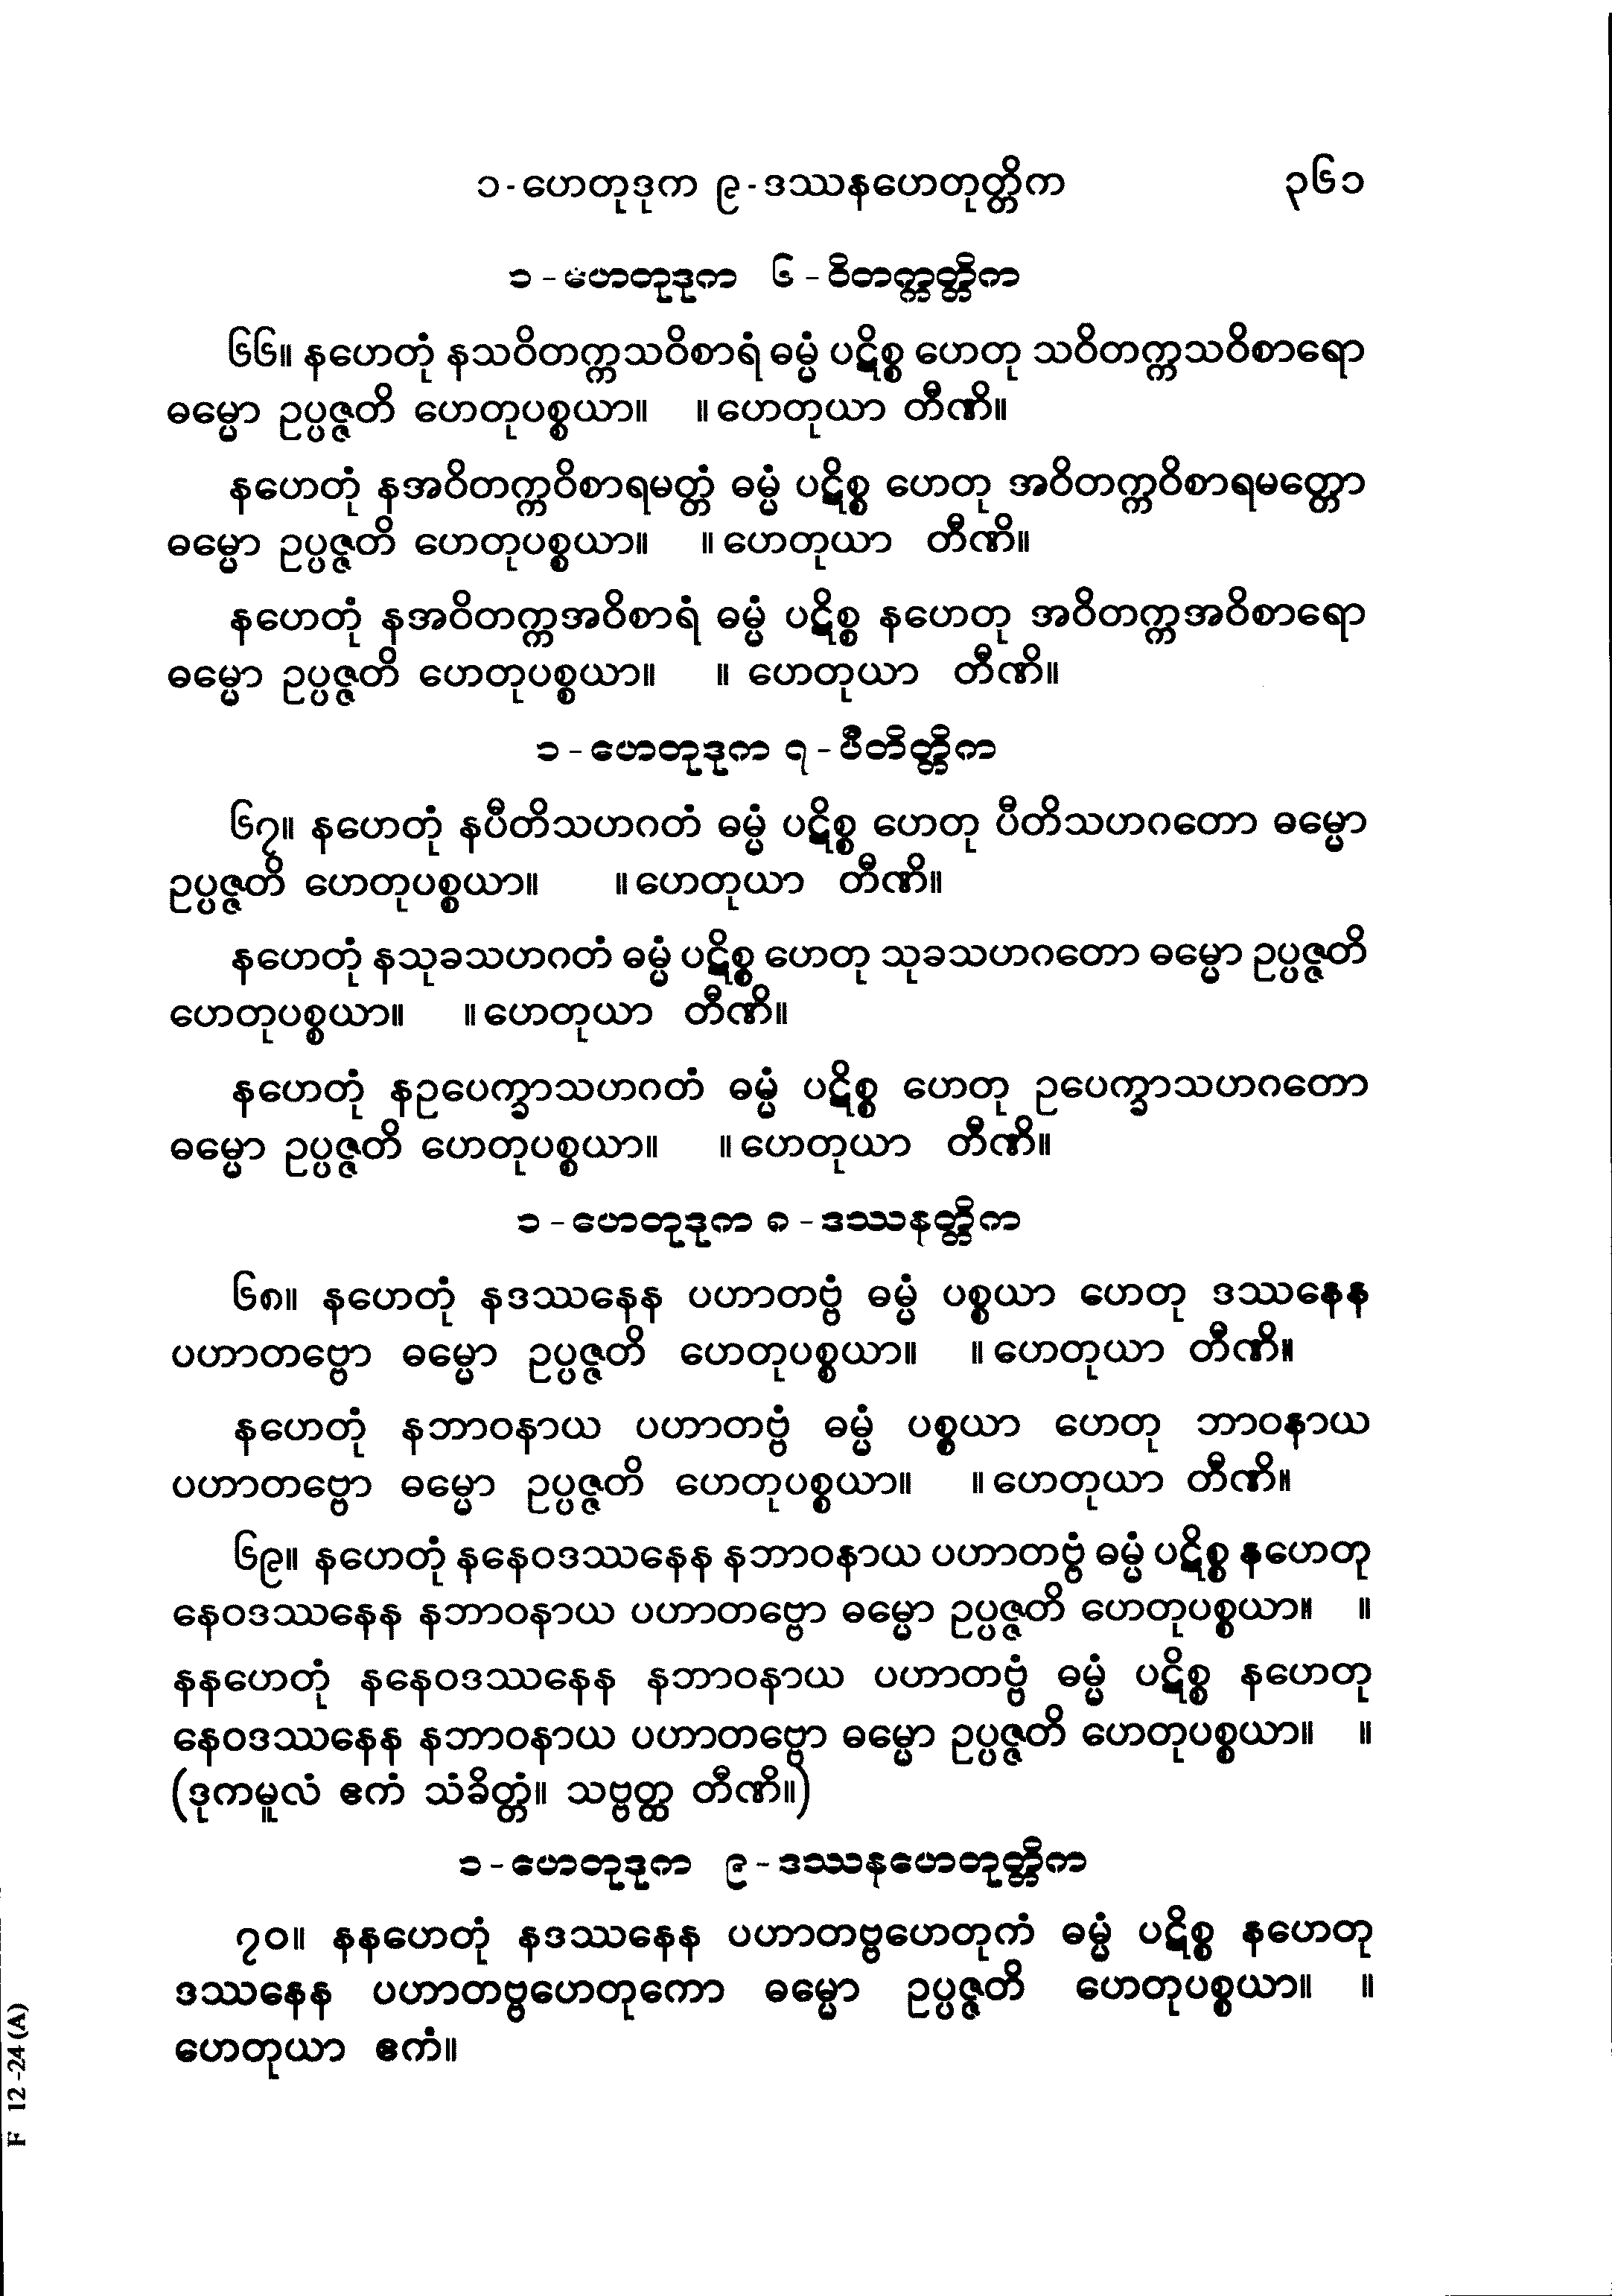 ၁-ဟေတုဒုက ၉-ဒဿနဟေတုတ္တိက ၃၆၁
၁-ဟေတုဒုက ၆-ဝိတက္ကတ္တိက
၆၆။ နဟေတုံ နသဝိတက္ကသဝိစာရံ ဓမ္မံ ပဋိစ္စ ဟေတု သဝိတက္ကသဝိစာရော
ဓမ္မော ဥပ္ပဇ္ဇတိ ဟေတုပစ္စယာ။ ။ ဟေတုယာ တီဏိ။
နဟေတုံ နအဝိတက္ကဝိစာရမတ္တံ ဓမ္မံ ပဋိစ္စ ဟေတု အဝိတက္ကဝိစာရမတ္တော
ဓမ္မော ဥပ္ပဇ္ဇတိ ဟေတုပစ္စယာ။ ။ ဟေတုယာ တီဏိ။
နဟေတုံ နအဝိတက္ကအဝိစာရံ ဓမ္မံ ပဋိစ္စ နဟေတု အဝိတက္ကအဝိစာရော
ဓမ္မော ဥပ္ပဇ္ဇတိ ဟေတုပစ္စယာ။ ။ ဟေတုယာ တီဏိ။
၁-ဟေတုဒုက ၇-ပီတိတ္တိက
၆၇။ နဟေတုံ နပီတိသဟဂတံ ဓမ္မံ ပဋိစ္စ ဟေတု ပီတိသဟဂတော ဓမ္မော
ဥပ္ပဇ္ဇတိ ဟေတုပစ္စယာ။ ။ ဟေတုယာ တီဏိ။
နဟေတုံ နသုခသဟဂတံ ဓမ္မံ ပဋိစ္စ ဟေတု သုခသဟဂတော ဓမ္မော ဥပ္ပဇ္ဇတိ
ဟေတုပစ္စယာ။ ။ ဟေတုယာ တီဏိ။
နဟေတုံ နဥပေက္ခာသဟဂတံ ဓမ္မံ ပဋိစ္စ ဟေတု ဥပေက္ခာသဟဂတော
ဓမ္မော ဥပ္ပဇ္ဇတိ ဟေတုပစ္စယာ။ ။ ဟေတုယာ တီဏိ။
၁-ဟေတုဒုက ၈-ဒဿနတ္တိက
၆၈။ နဟေတုံ နဒဿနေန ပဟာတဗ္ဗံ ဓမ္မံ ပစ္စယာ ဟေတု ဒဿနေန
ပဟာတဗ္ဗော ဓမ္မော ဥပ္ပဇ္ဇတိ ဟေတုပစ္စယာ။ ။ ဟေတုယာ တီဏိ။
နဟေတုံ နဘာဝနာယ ပဟာတဗ္ဗံ ဓမ္မံ ပစ္စယာ ဟေတု ဘာဝနာယ
ပဟာတဗ္ဗော ဓမ္မော ဥပ္ပဇ္ဇတိ ဟေတုပစ္စယာ။ ။ ဟေတုယာ တီဏိ။
၆၉။ နဟေတုံ နနေဝဒဿနေန နဘာဝနာယ ပဟာတဗ္ဗံ ဓမ္မံ ပဋိစ္စ နဟေတု
နေဝဒဿနေန နဘာဝနာယ ပဟာတဗ္ဗော ဓမ္မော ဥပ္ပဇ္ဇတိ ဟေတုပစ္စယာ။ ။
နနဟေတုံ နနေဝဒဿနေန နဘာဝနာယ ပဟာတဗ္ဗံ ဓမ္မံ ပဋိစ္စ နဟေတု
နေဝဒဿနေန နဘာဝနာယ ပဟာတဗ္ဗော ဓမ္မော ဥပ္ပဇ္ဇတိ ဟေတုပစ္စယာ။ ။
(ဒုကမူလံ ဧကံ သံခိတ္တံ။ သဗ္ဗတ္ထ တီဏိ။)
၁-ဟေတုဒုက ၉-ဒဿနဟေတုတ္တိက
၇၀။ နနဟေတုံ နဒဿနေန ပဟာတဗ္ဗဟေတုကံ ဓမ္မံ ပဋိစ္စ နဟေတု
ဒဿနေန ပဟာတဗ္ဗဟေတုကော ဓမ္မော ဥပ္ပဇ္ဇတိ ဟေတုပစ္စယာ။ ။
ဟေတုယာ ဧကံ။
F 12-24 (A)